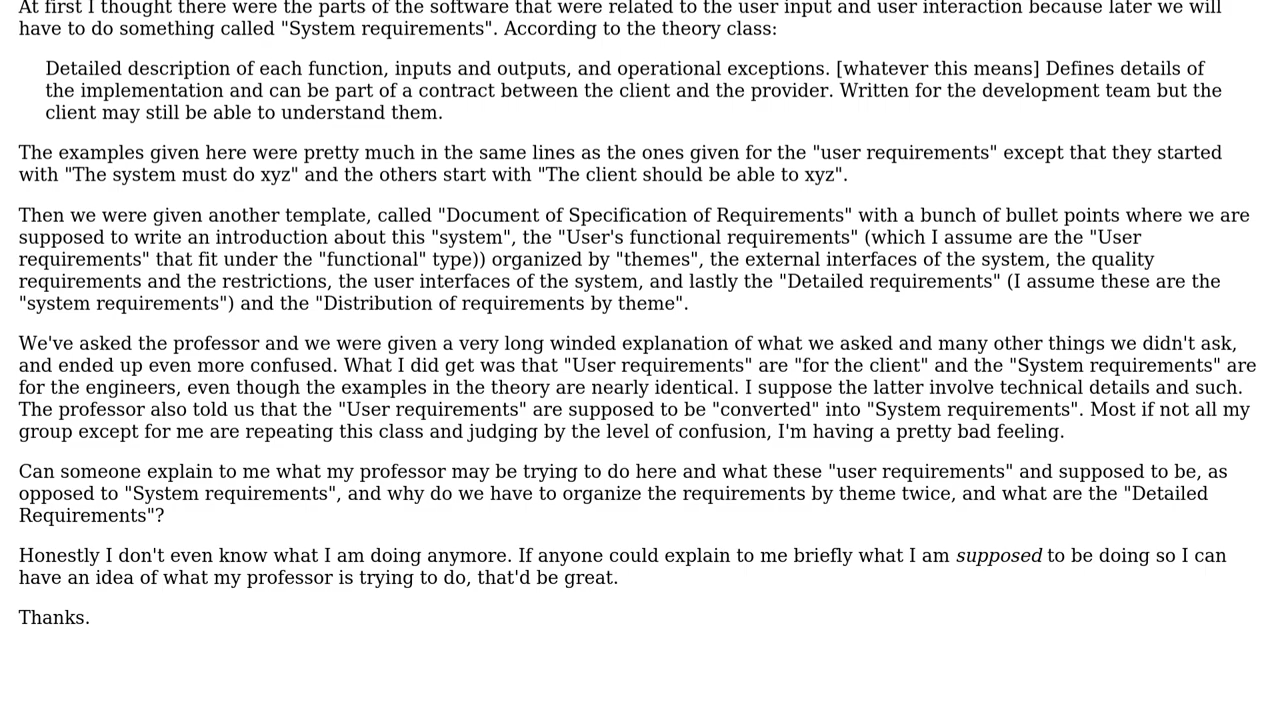 At first I thought there were the parts of the software that were related to the user input and user interaction because later we will
have to do something called "System requirements". According to the theory class:
Detailed description of each function, inputs and outputs, and operational exceptions. [whatever this means] Defines details of
the implementation and can be part of a contract between the client and the provider. Written for the development team but the
client may still be able to understand them.
The examples given here were pretty much in the same lines as the ones given for the "user requirements" except that they started
with "The system must do xyz" and the others start with "The client should be able to xyz".
Then we were given another template, called "Document of Specification of Requirements" with a bunch of bullet points where we are
supposed to write an introduction about this "system", the "User's functional requirements" (which I assume are the "User
requirements" that fit under the "functional" type)) organized by "themes", the external interfaces of the system, the quality
requirements and the restrictions, the user interfaces of the system, and lastly the "Detailed requirements" (I assume these are the
"system requirements") and the "Distribution of requirements by theme".
We've asked the professor and we were given a very long winded explanation of what we asked and many other things we didn't ask,
and ended up even more confused. What I did get was that "User requirements" are "for the client" and the "System requirements" are
for the engineers, even though the examples in the theory are nearly identical. I suppose the latter involve technical details and such.
The professor also told us that the "User requirements" are supposed to be "converted" into "System requirements". Most if not all my
group except for me are repeating this class and judging by the level of confusion, I'm having a pretty bad feeling.
Can someone explain to me what my professor may be trying to do here and what these "user requirements" and supposed to be, as
opposed to "System requirements", and why do we have to organize the requirements by theme twice, and what are the "Detailed
Requirements"?
Honestly I don't even know what I am doing anymore. If anyone could explain to me briefly what I am supposed to be doing so I can
have an idea of what my professor is trying to do, that'd be great.
Thanks.